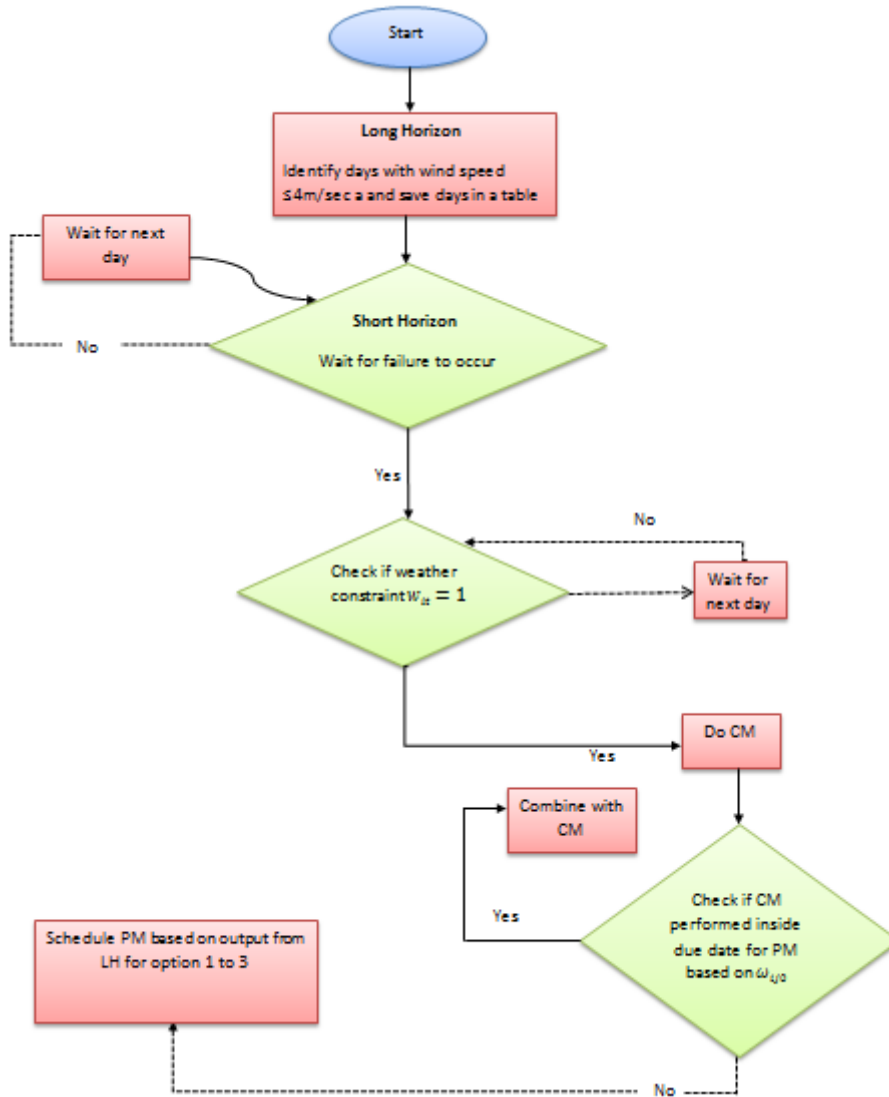 Start
Long Horizon
Identify days with wind speed
≤4m/sec a and save days in a table
Wait for next
day
Short Horizon
Wait for failure to occur
No
Yes
No
Check if weather
constraint w_it = 1
Wait for
next day
Do CM
Yes
Combine with
CM
Check if CM
performed inside
due date for PM
based on ω_ij0
Yes
Schedule PM based on output from
LH for option 1 to 3
No